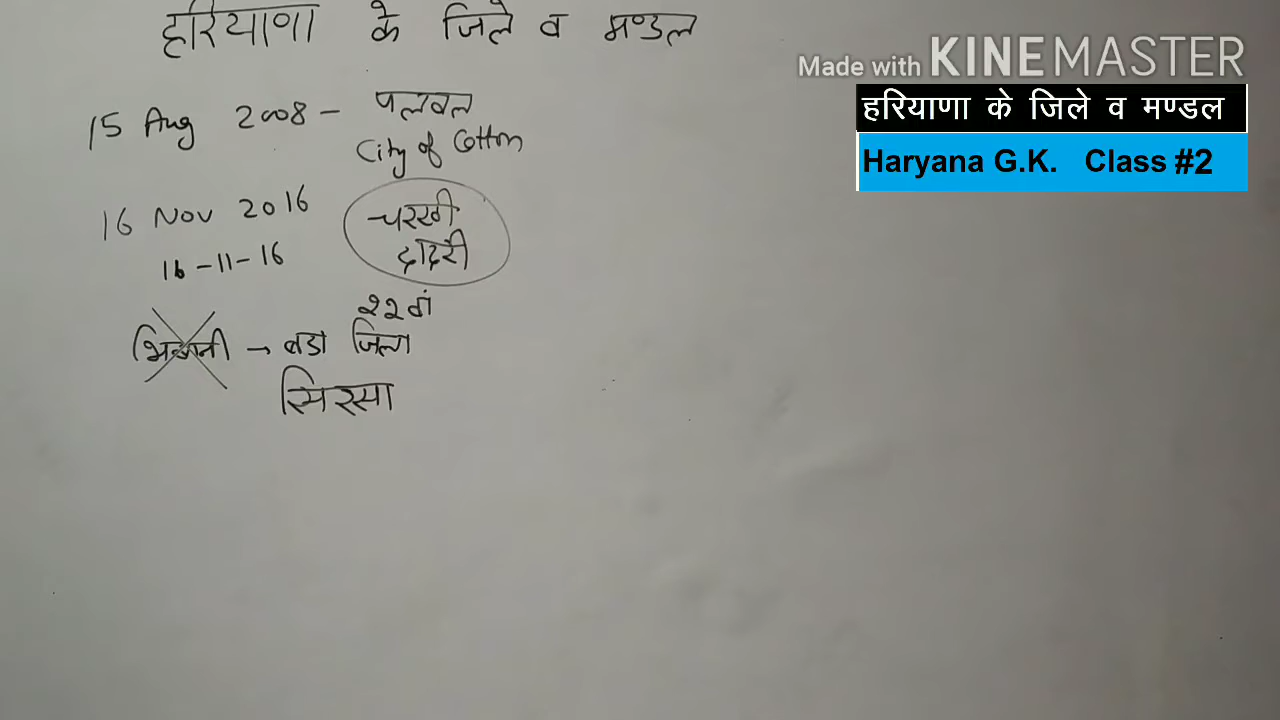 हरियाणा के जिले व मण्डल
Made with KINEMASTER
हरियाणा के जिले व मण्डल
Haryana G.K. Class #2
15 Aug 2008 - पलवल
City of Cotton
16 Nov 2016 चरखी
16-11-16 दादरी
22वां
भिवानी → बडा जिला
सिरसा